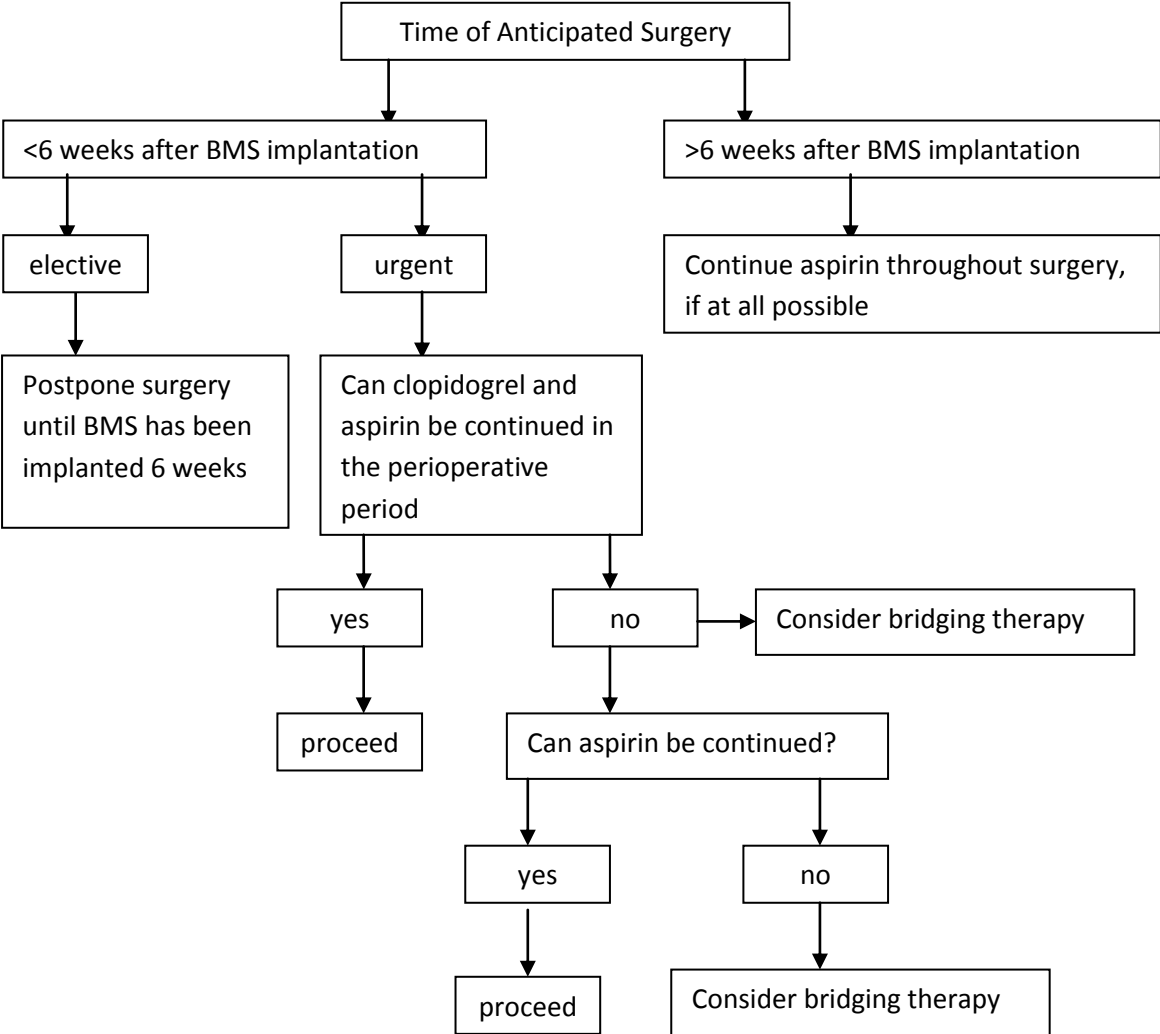 Time of Anticipated Surgery
<6 weeks after BMS implantation
>6 weeks after BMS implantation
elective
urgent
Continue aspirin throughout surgery,
if at all possible
Postpone surgery
until BMS has been
implanted 6 weeks
Can clopidogrel and
aspirin be continued in
the perioperative
period
yes
no
Consider bridging therapy
proceed
Can aspirin be continued?
yes
no
proceed
Consider bridging therapy